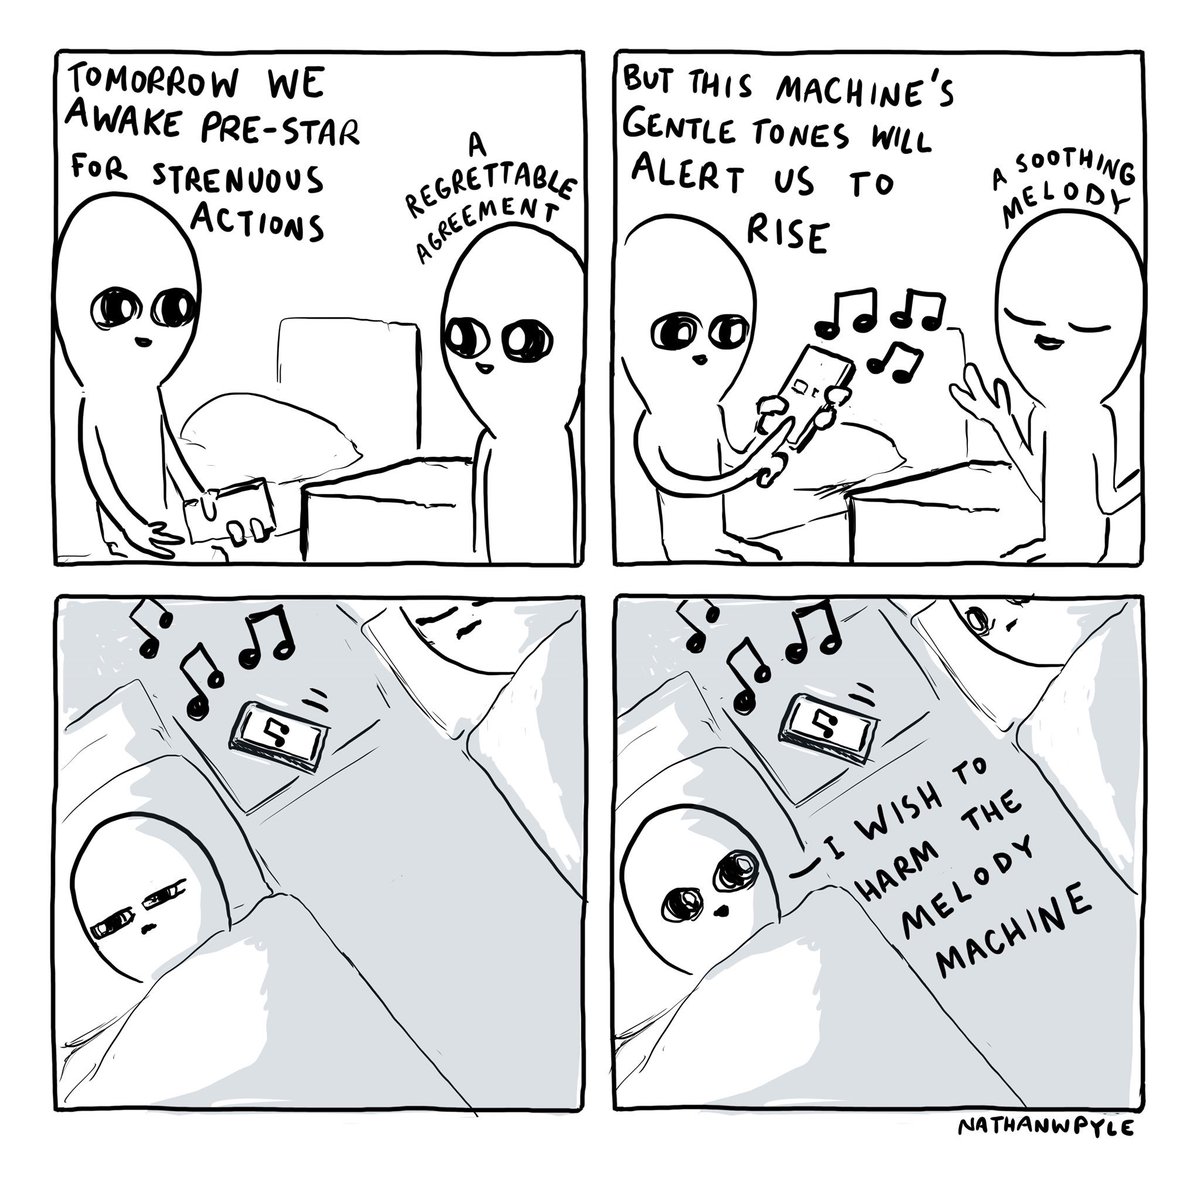 TOMORROW WE
AWAKE PRE-STAR
FOR STRENUOUS
ACTIONS
A
REGRETTABLE
AGREEMENT
BUT THIS MACHINE'S
GENTLE TONES WILL
ALERT US TO
RISE
A SOOTHING
MELODY
I WISH TO
HARM THE
MELODY
MACHINE
NATHANWPYLE